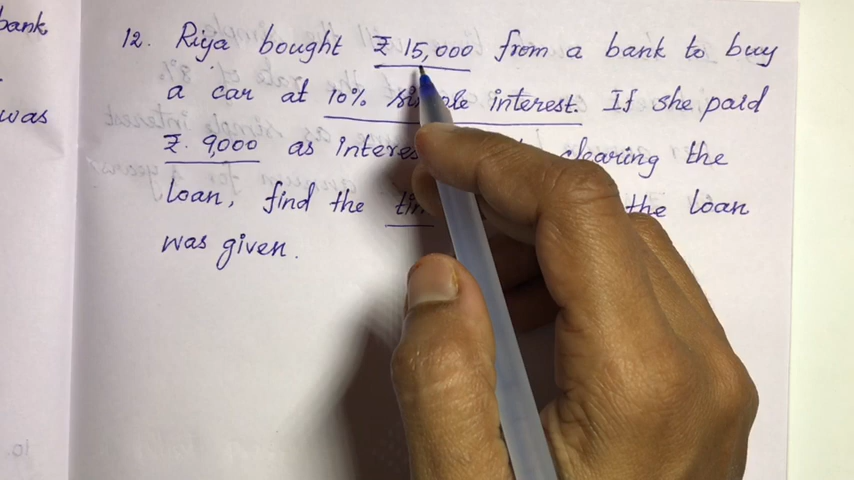 bank
was
12. Riya bought ₹ 15,000 from a bank to buy
a car at 10% simple interest. If she paid
₹. 9,000 as clearing the
loan, find the the loan
was given.
10.